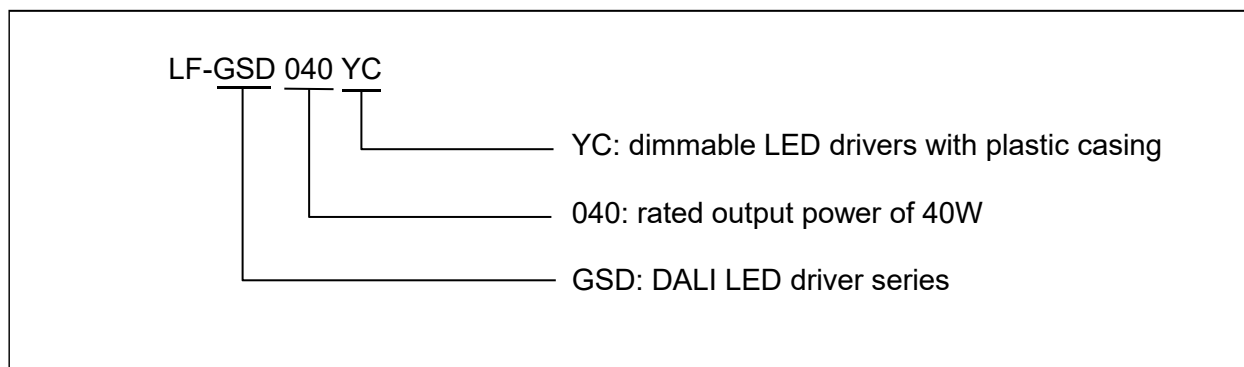 LF-GSD 040 YC
YC: dimmable LED drivers with plastic casing
040: rated output power of 40W
GSD: DALI LED driver series